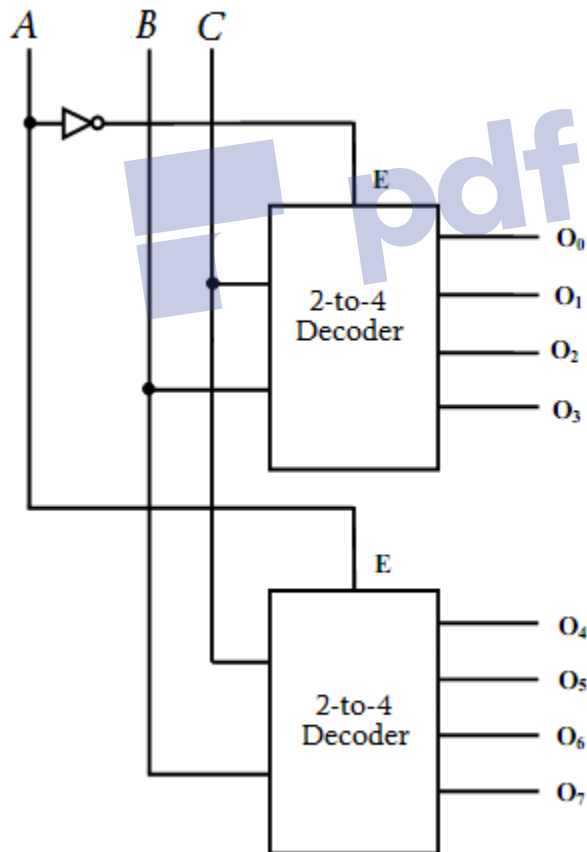 A B C
pdf
E
2-to-4
Decoder
O₀
O₁
O₂
O₃
E
2-to-4
Decoder
O₄
O₅
O₆
O₇